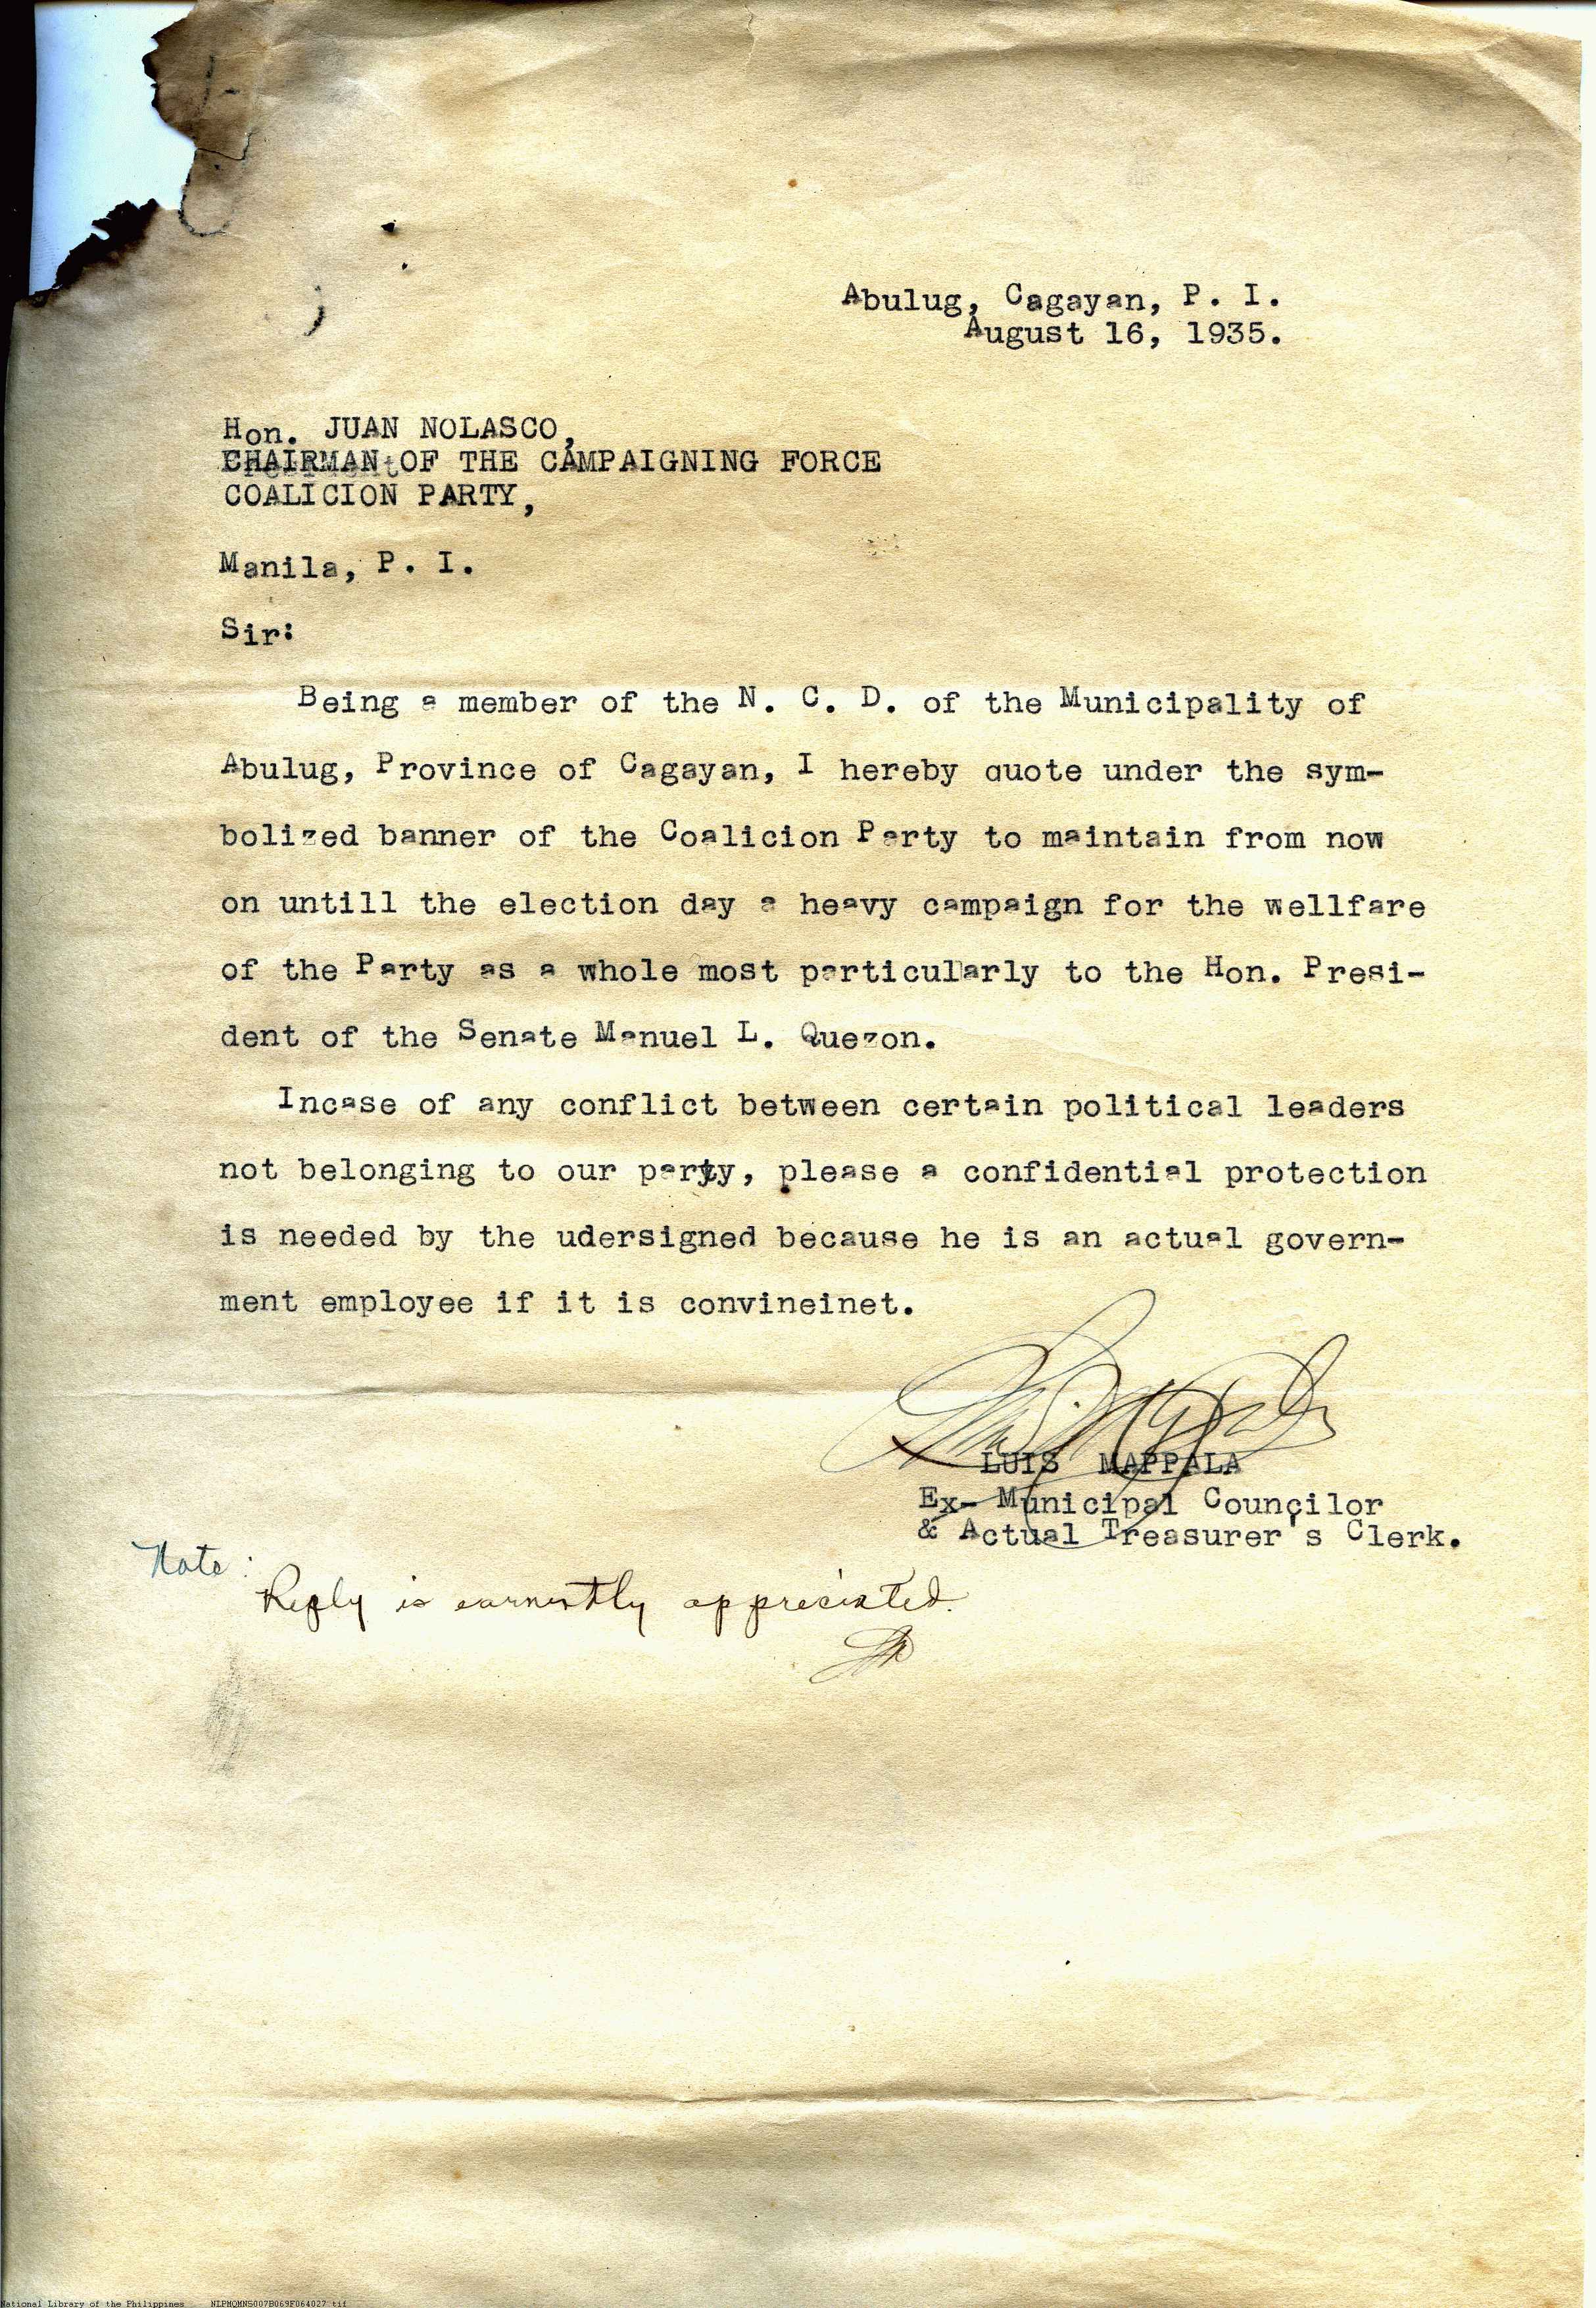 Abulug, Cagayan, P. I.
August 16, 1935.
Hon. JUAN NOLASCO,
CHAIRMAN OF THE CAMPAIGNING FORCE
COALICION PARTY,
Manila, P. I.
Sir:
Being a member of the N. C. D. of the Municipality of
Abulug, Province of Cagayan, I hereby quote under the sym-
bolized banner of the Coalicion Party to maintain from now
on untill the election day a heavy campaign for the wellfare
of the Party as a whole most particularly to the Hon. Presi-
dent of the Senate Manuel L. Quezon.
Incase of any conflict between certain political leaders
not belonging to our party, please a confidential protection
is needed by the udersigned because he is an actual govern-
ment employee if it is convineinet.
LUIS MAPPALA
Ex- Municipal Councilor
& Actual Treasurer's Clerk.
Note:
Reply is earnestly appreciated.
National Library of the Philippines NLPMQMNS007B069F064027.tif